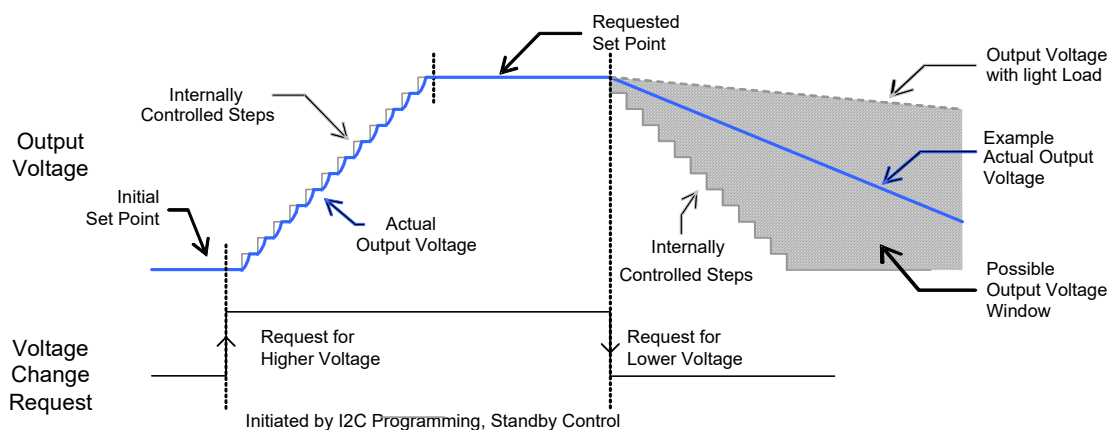 Requested
Set Point
Output Voltage
with light Load
Internally
Controlled Steps
Output
Voltage
Example
Actual Output
Voltage
Initial
Set Point
Actual
Output Voltage
Internally
Controlled Steps
Possible
Output Voltage
Window
Voltage
Change
Request
Request for
Higher Voltage
Request for
Lower Voltage
Initiated by I2C Programming, Standby Control